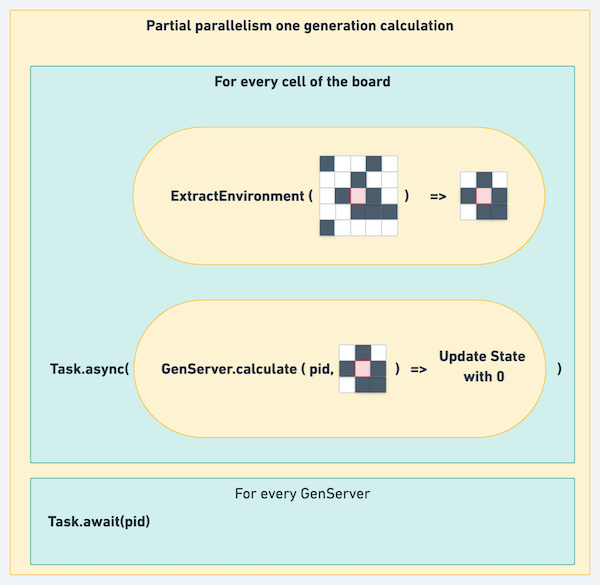 Partial parallelism one generation calculation
For every cell of the board
ExtractEnvironment ( ) =>
Task.async( GenServer.calculate ( pid, ) => Update State
with 0 )
For every GenServer
Task.await(pid)